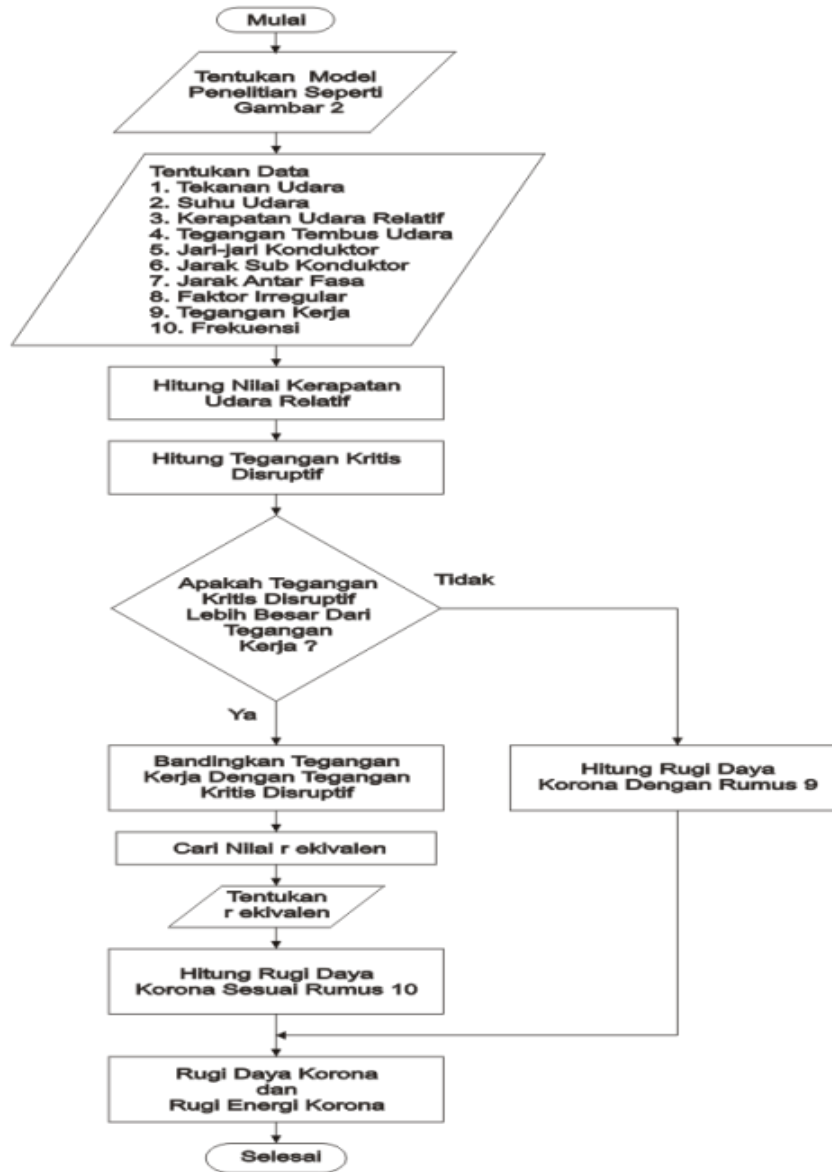 Mulai
Tentukan Model
Penelitian Seperti
Gambar 2
Tentukan Data
1. Tekanan Udara
2. Suhu Udara
3. Kerapatan Udara Relatif
4. Tegangan Tembus Udara
5. Jari-jari Konduktor
6. Jarak Sub Konduktor
7. Jarak Antar Fasa
8. Faktor Irregular
9. Tegangan Kerja
10. Frekuensi
Hitung Nilai Kerapatan
Udara Relatif
Hitung Tegangan Kritis
Disruptif
Apakah Tegangan
Kritis Disruptif
Lebih Besar Dari
Tegangan
Kerja ?
Tidak
Ya
Bandingkan Tegangan
Kerja Dengan Tegangan
Kritis Disruptif
Hitung Rugi Daya
Korona Dengan Rumus 9
Cari Nilai r ekivalen
Tentukan
r ekivalen
Hitung Rugi Daya
Korona Sesuai Rumus 10
Rugi Daya Korona
dan
Rugi Energi Korona
Selesai